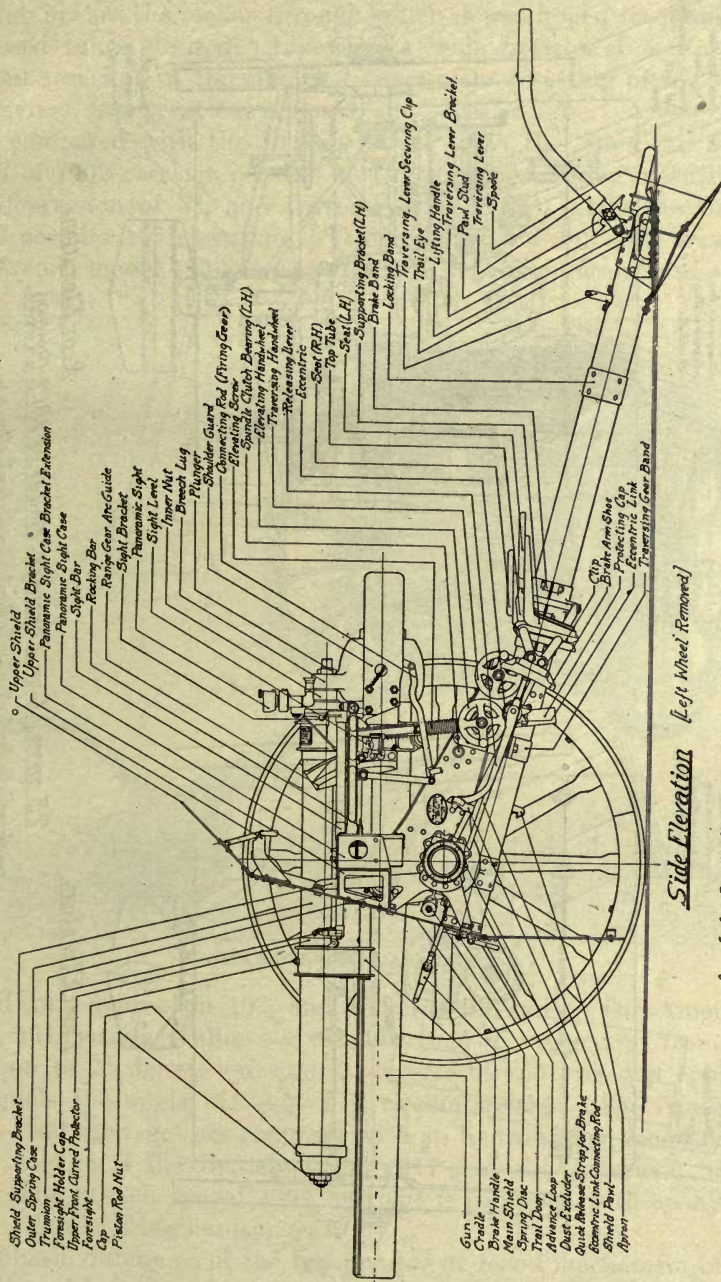 Upper Shield
Upper Shield Bracket
Panoramic Sight Case Bracket Extension
Panoramic Sight Case
Sight Bar
Rocking Bar
Range Gear Arc Guide
Sight Bracket
Panoramic Sight
Sight Level
Inner Nut
Breech Lug
Plunger
Shoulder Guard
Connecting Rod (Firing Gear)
Elevating Screw
Spindle Clutch Bearing (L.H)
Elevating Handwheel
Traversing Handwheel
Releasing Lever
Eccentric
Seat (R.H)
Top Tube
Seat (L.H)
Supporting Bracket (L.H)
Brake Band
Locking Band
Traversing Lever Securing Clip
Trail Eye
Lifting Handle
Traversing Lever Bracket.
Pawl Stud
Traversing Lever
Spade
Shield Supporting Bracket
Outer Spring Case
Trunnion
Foresight Holder Cap
Upper Front Curved Protector
Foresight
Cap
Piston Rod Nut
Gun
Cradle
Brake Handle
Main Shield
Spring Disc
Trail Door
Advance Loop
Dust Excluder
Quick Release Strap for Brake
Eccentric Link Connecting Rod
Shield Pawl
Apron
Clip
Brake Arm Shoe
Protecting Cap
Eccentric Link
Traversing Gear Band
Side Elevation [Left Wheel Removed]